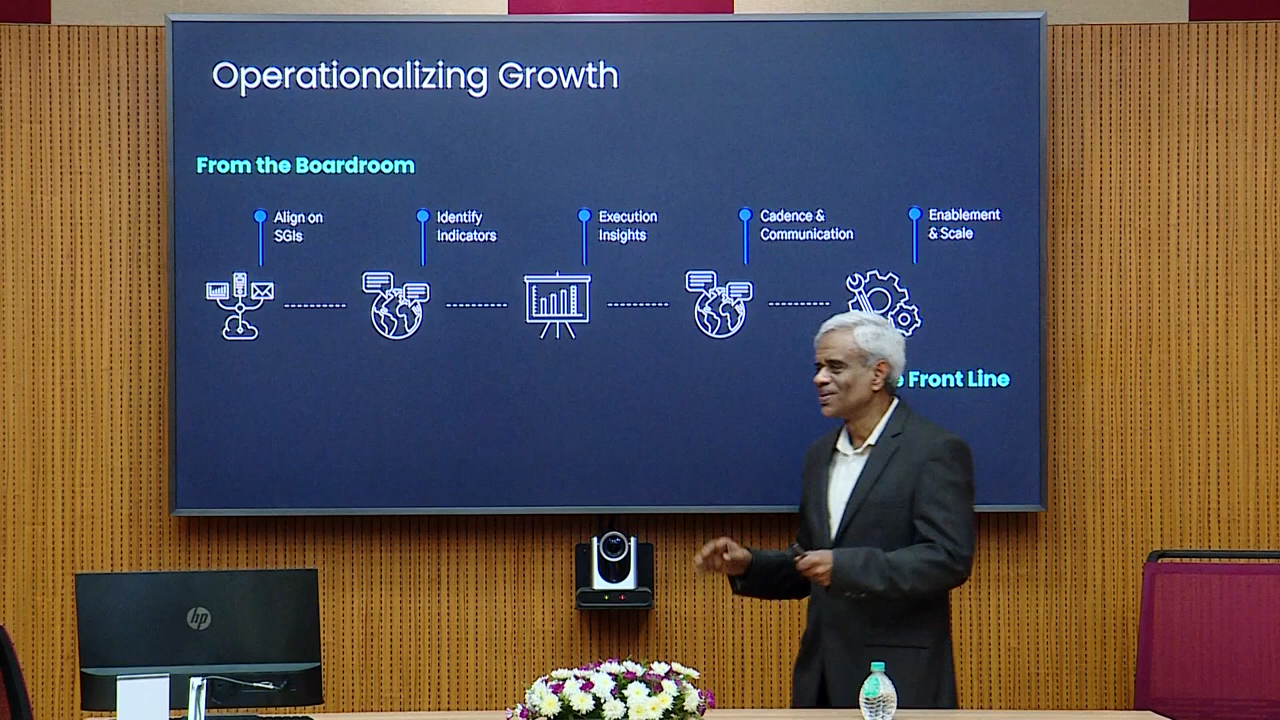 Operationalizing Growth
From the Boardroom
Align on
SGIs
Identify
Indicators
Execution
Insights
Cadence &
Communication
Enablement
& Scale
Front Line
hp